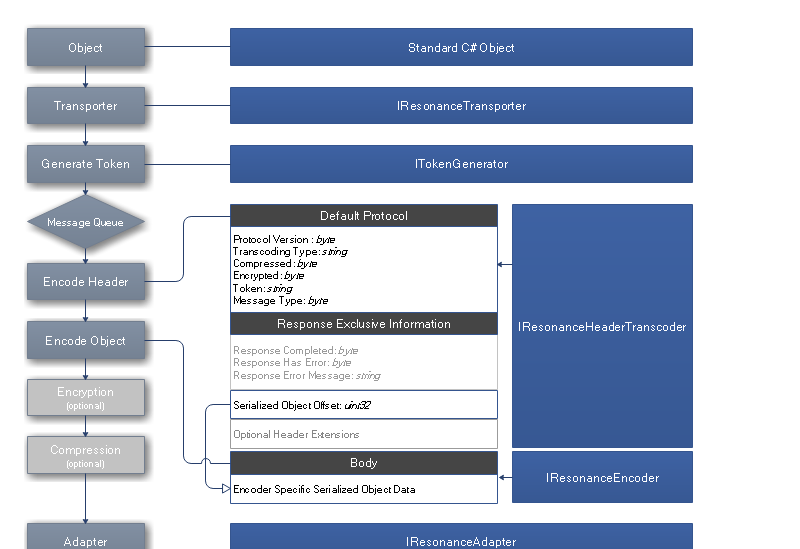 Object
Standard C# Object
Transporter
IResonanceTransporter
Generate Token
ITokenGenerator
Message Queue
Default Protocol
Protocol Version : byte
Transcoding Type: string
Compressed : byte
Encrypted: byte
Token: string
Message Type: byte
Encode Header
IResonanceHeaderTranscoder
Response Exclusive Information
Encode Object
Response Completed: byte
Response Has Error: byte
Response Error Message: string
Encryption
(optional)
Serialized Object Offset: uint32
Optional Header Extensions
Compression
(optional)
Body
IResonanceEncoder
Encoder Specific Serialized Object Data
Adapter
IResonanceAdapter